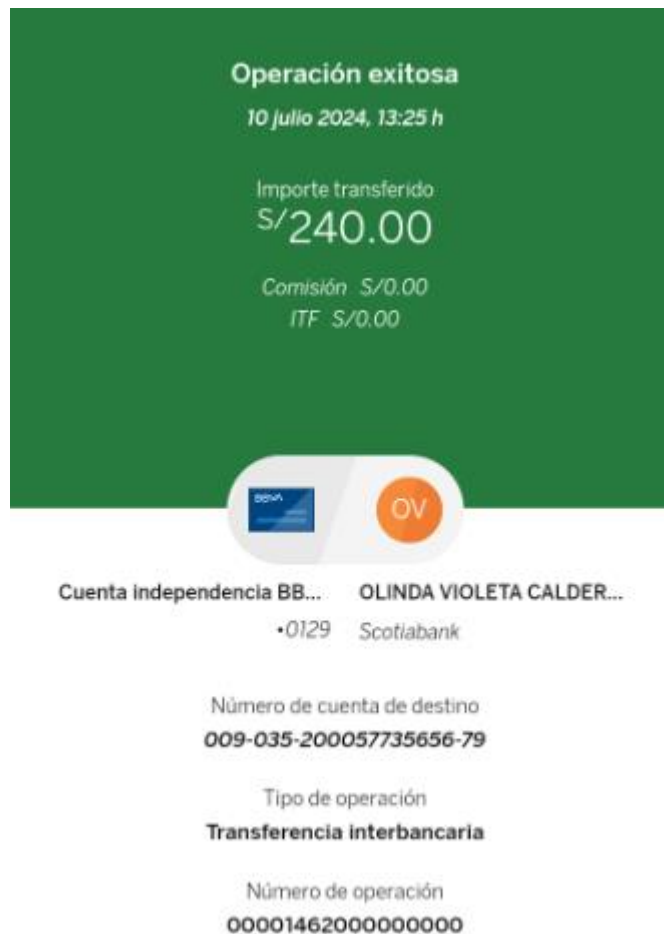 Operación exitosa
10 julio 2024, 13:25 h
Importe transferido
S/240.00
Comisión S/0.00
ITF S/0.00
BBVA
OV
Cuenta independencia BB... OLINDA VIOLETA CALDER...
•0129 Scotiabank
Número de cuenta de destino
009-035-200057735656-79
Tipo de operación
Transferencia interbancaria
Número de operación
00001462000000000